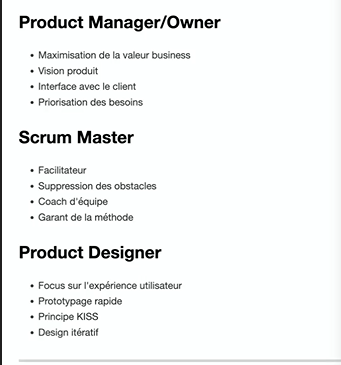 Product Manager/Owner
• Maximisation de la valeur business
• Vision produit
• Interface avec le client
• Priorisation des besoins
Scrum Master
• Facilitateur
• Suppression des obstacles
• Coach d'équipe
• Garant de la méthode
Product Designer
• Focus sur l'expérience utilisateur
• Prototypage rapide
• Principe KISS
• Design itératif